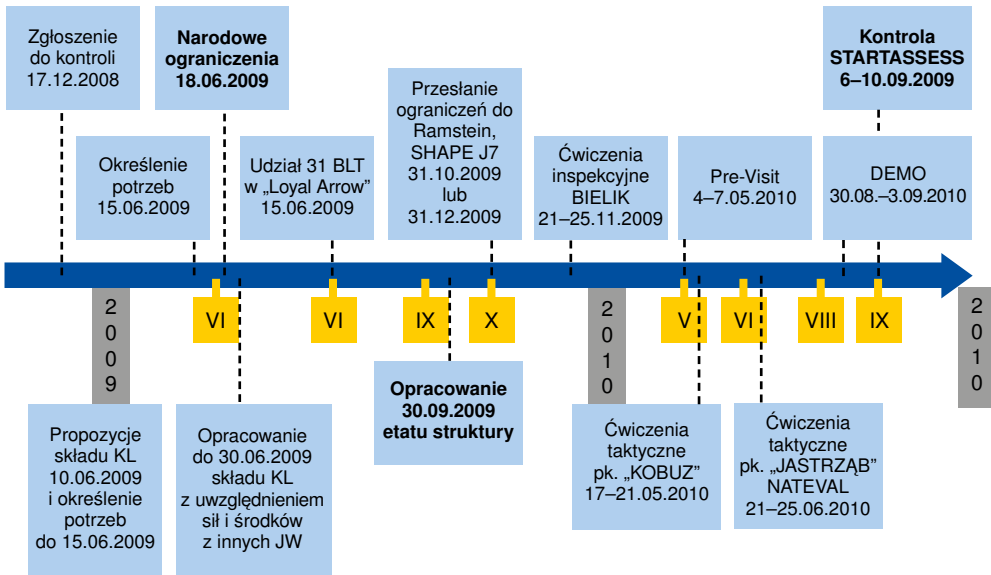 Zgłoszenie
do kontroli
17.12.2008
Narodowe
ograniczenia
18.06.2009
Kontrola
STARTASSESS
6–10.09.2009
Określenie
potrzeb
15.06.2009
Udział 31 BLT
w „Loyal Arrow”
15.06.2009
Przesłanie
ograniczeń do
Ramstein,
SHAPE J7
31.10.2009
lub
31.12.2009
Ćwiczenia
inspekcyjne
BIELIK
21–25.11.2009
Pre-Visit
4–7.05.2010
DEMO
30.08.–3.09.2010
2
0
0
9
VI
VI
IX
X
2
0
1
0
V
VI
VIII
IX
2
0
1
0
Propozycje
składu KL
10.06.2009
i określenie
potrzeb
do 15.06.2009
Opracowanie
do 30.06.2009
składu KL
z uwzględnieniem
sił i środków
z innych JW
Opracowanie
30.09.2009
etatu struktury
Ćwiczenia
taktyczne
pk. „KOBUZ”
17–21.05.2010
Ćwiczenia
taktyczne
pk. „JASTRZĄB”
NATEVAL
21–25.06.2010